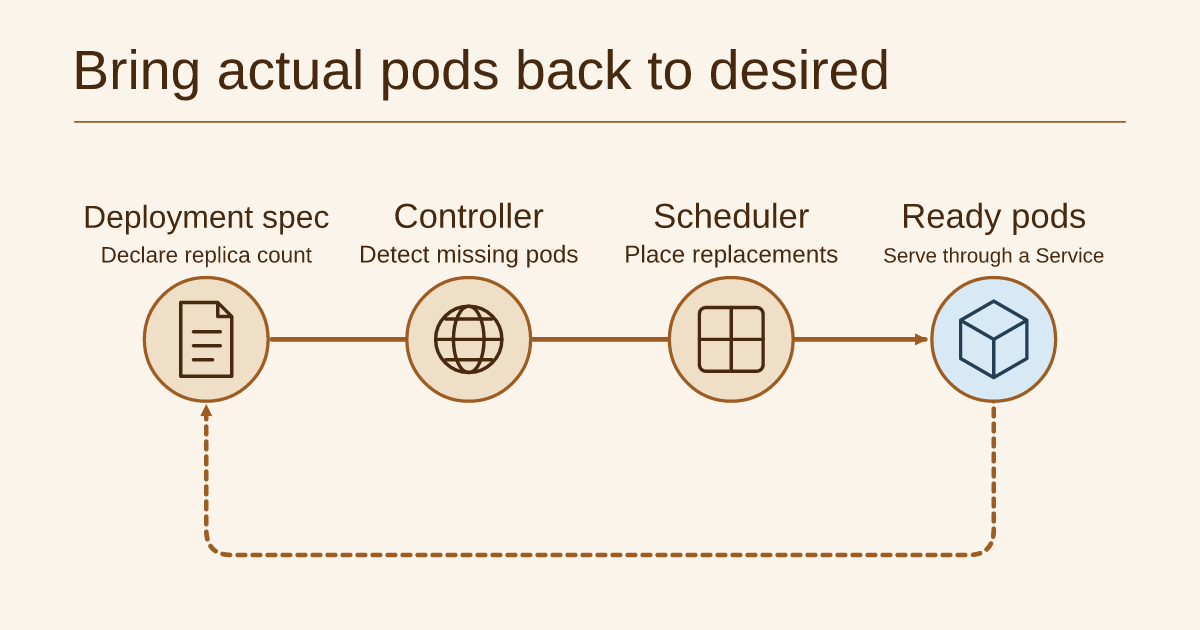 Bring actual pods back to desired
Deployment spec
Declare replica count
Controller
Detect missing pods
Scheduler
Place replacements
Ready pods
Serve through a Service